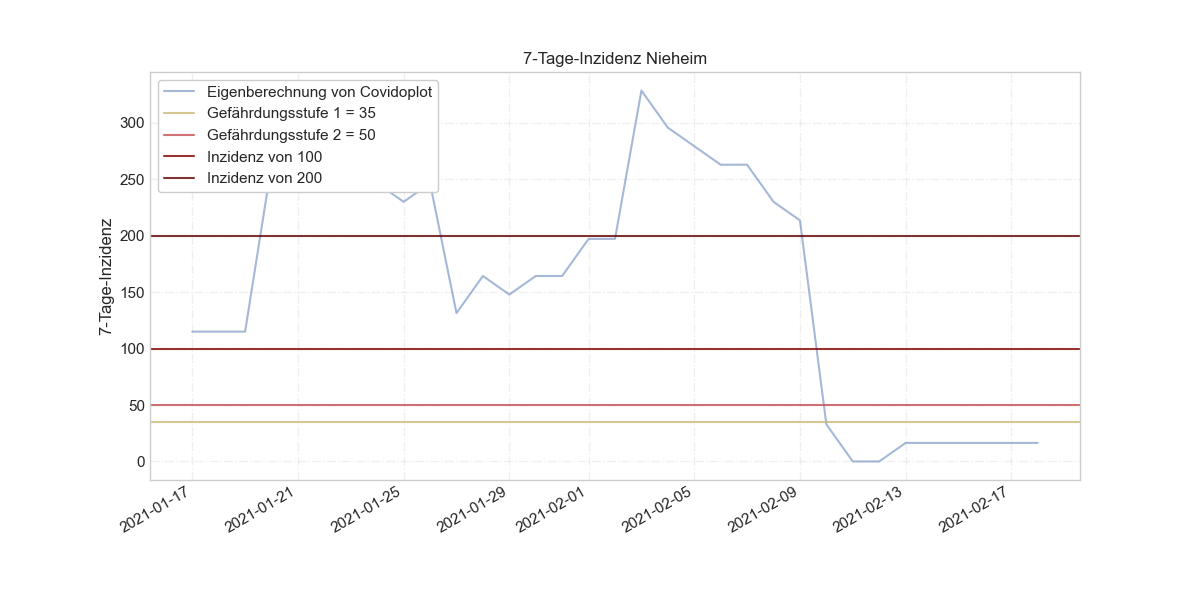 7-Tage-Inzidenz Nieheim
Eigenberechnung von Covidoplot
Gefährdungsstufe 1 = 35
Gefährdungsstufe 2 = 50
Inzidenz von 100
Inzidenz von 200
7-Tage-Inzidenz
300
250
200
150
100
50
0
2021-01-17
2021-01-21
2021-01-25
2021-01-29
2021-02-01
2021-02-05
2021-02-09
2021-02-13
2021-02-17